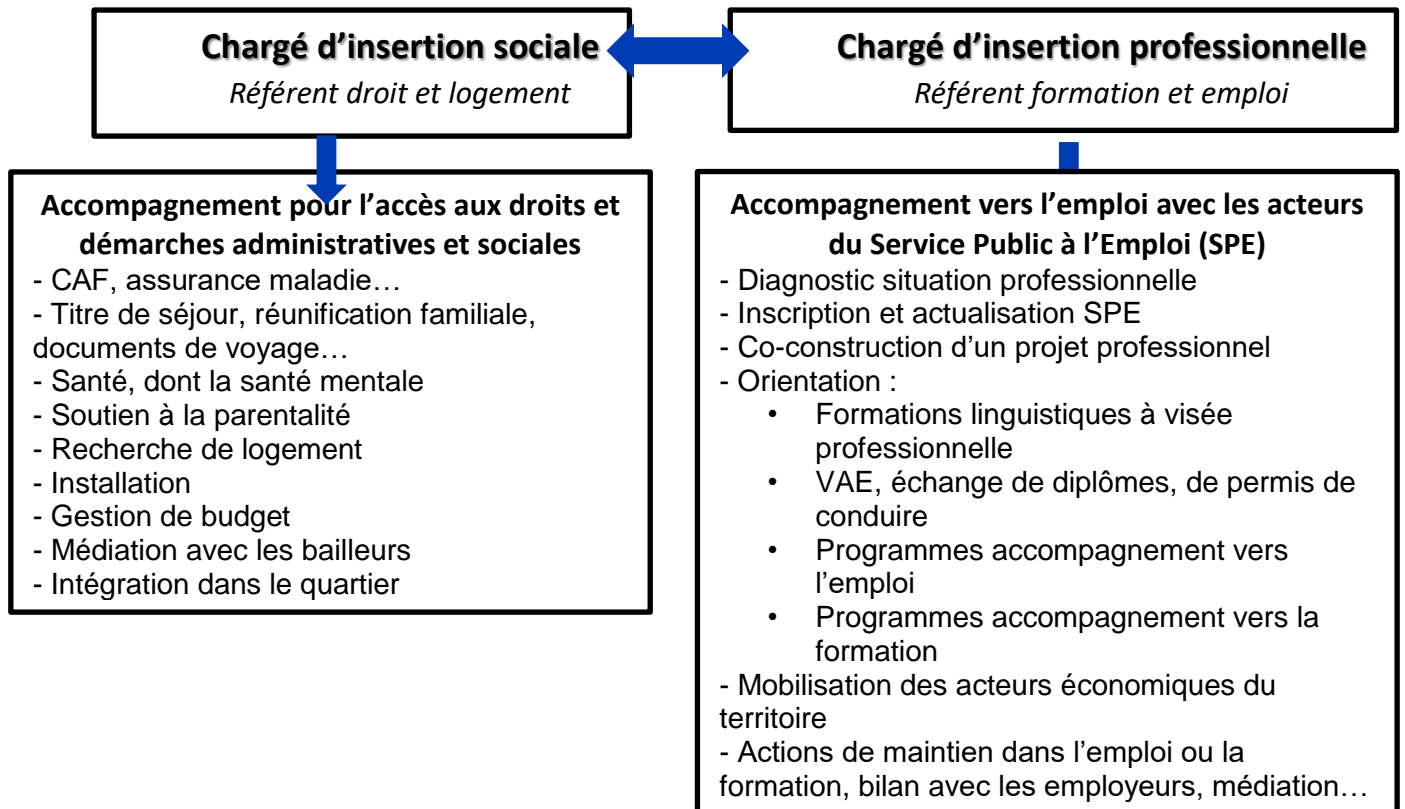 Chargé d’insertion sociale
Référent droit et logement
Chargé d’insertion professionnelle
Référent formation et emploi
Accompagnement pour l’accès aux droits et
démarches administratives et sociales
- CAF, assurance maladie…
- Titre de séjour, réunification familiale,
documents de voyage…
- Santé, dont la santé mentale
- Soutien à la parentalité
- Recherche de logement
- Installation
- Gestion de budget
- Médiation avec les bailleurs
- Intégration dans le quartier
Accompagnement vers l’emploi avec les acteurs
du Service Public à l’Emploi (SPE)
- Diagnostic situation professionnelle
- Inscription et actualisation SPE
- Co-construction d’un projet professionnel
- Orientation :
• Formations linguistiques à visée
professionnelle
• VAE, échange de diplômes, de permis de
conduire
• Programmes accompagnement vers
l’emploi
• Programmes accompagnement vers la
formation
- Mobilisation des acteurs économiques du
territoire
- Actions de maintien dans l’emploi ou la
formation, bilan avec les employeurs, médiation…